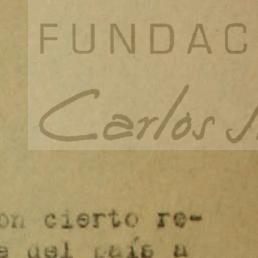 FUNDAC
Carlos S
on cierto re-
e del país a